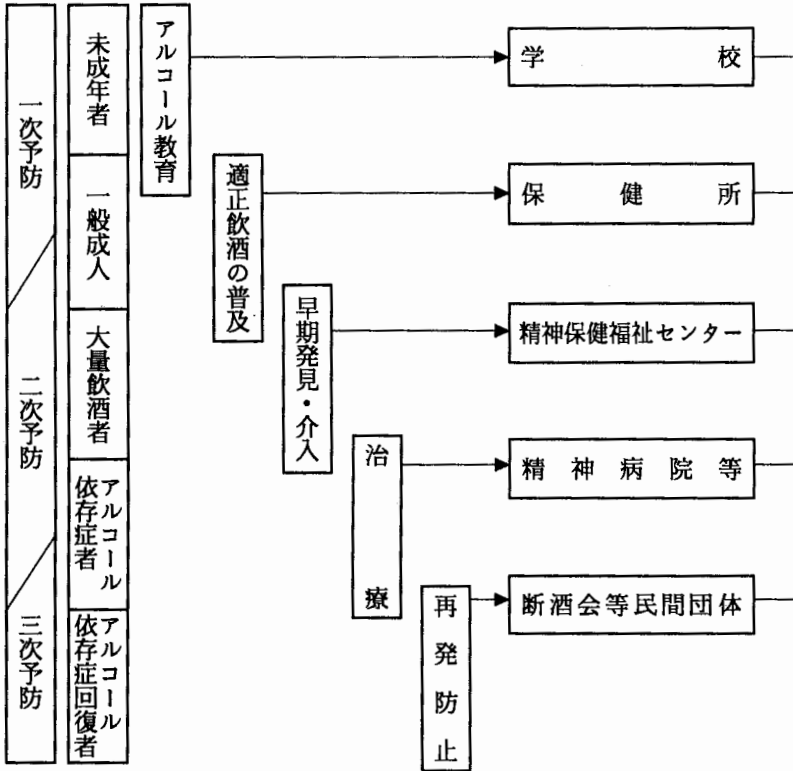 一次予防
二次予防
三次予防
未成年者
一般成人
大量飲酒者
アルコール
依存症者
アルコール
依存症回復者
アルコール教育
適正飲酒の普及
早期発見・介入
治療
再発防止
学校
保健所
精神保健福祉センター
精神病院等
断酒会等民間団体